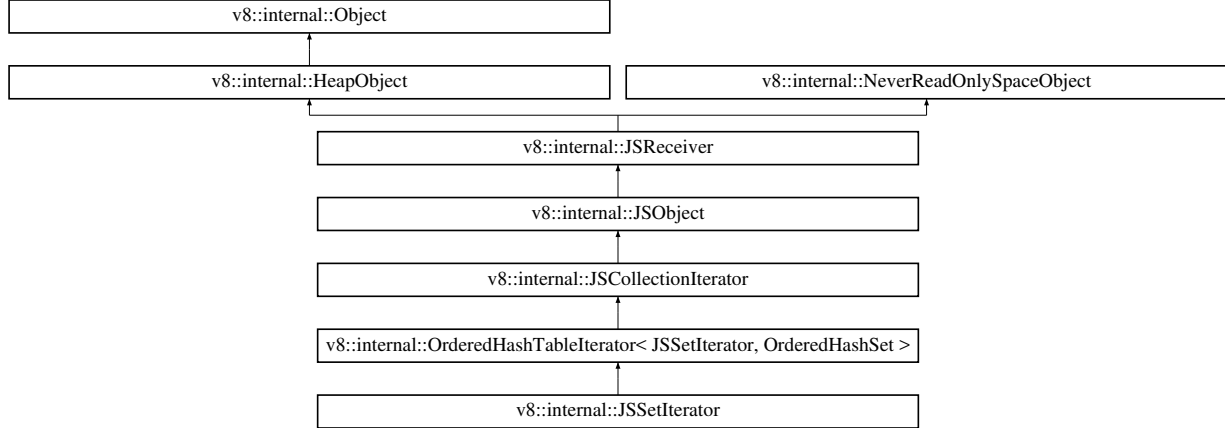 v8::internal::Object
v8::internal::HeapObject
v8::internal::NeverReadOnlySpaceObject
v8::internal::JSReceiver
v8::internal::JSObject
v8::internal::JSCollectionIterator
v8::internal::OrderedHashTableIterator< JSSetIterator, OrderedHashSet >
v8::internal::JSSetIterator